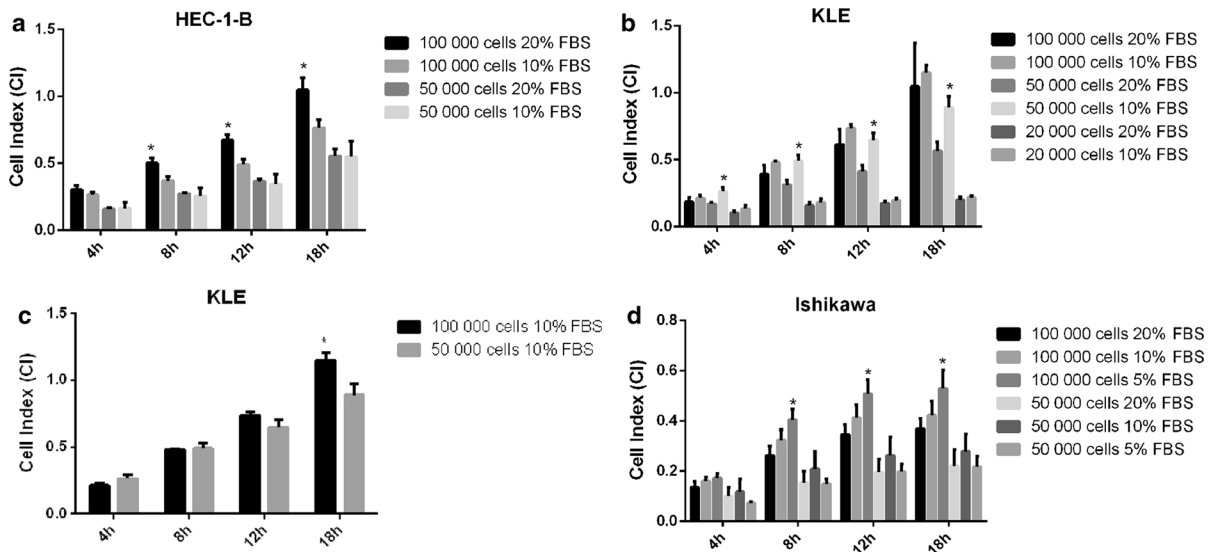 a
HEC-1-B
Cell Index (CI)
1.5
1.0
0.5
0.0
4h
8h
12h
18h
*
*
*
100 000 cells 20% FBS
100 000 cells 10% FBS
50 000 cells 20% FBS
50 000 cells 10% FBS
b
KLE
Cell Index (CI)
1.5
1.0
0.5
0.0
4h
8h
12h
18h
*
*
*
*
100 000 cells 20% FBS
100 000 cells 10% FBS
50 000 cells 20% FBS
50 000 cells 10% FBS
20 000 cells 20% FBS
20 000 cells 10% FBS
c
KLE
Cell Index (CI)
1.5
1.0
0.5
0.0
4h
8h
12h
18h
*
100 000 cells 10% FBS
50 000 cells 10% FBS
d
Ishikawa
Cell Index (CI)
0.8
0.6
0.4
0.2
0.0
4h
8h
12h
18h
*
*
*
100 000 cells 20% FBS
100 000 cells 10% FBS
100 000 cells 5% FBS
50 000 cells 20% FBS
50 000 cells 10% FBS
50 000 cells 5% FBS